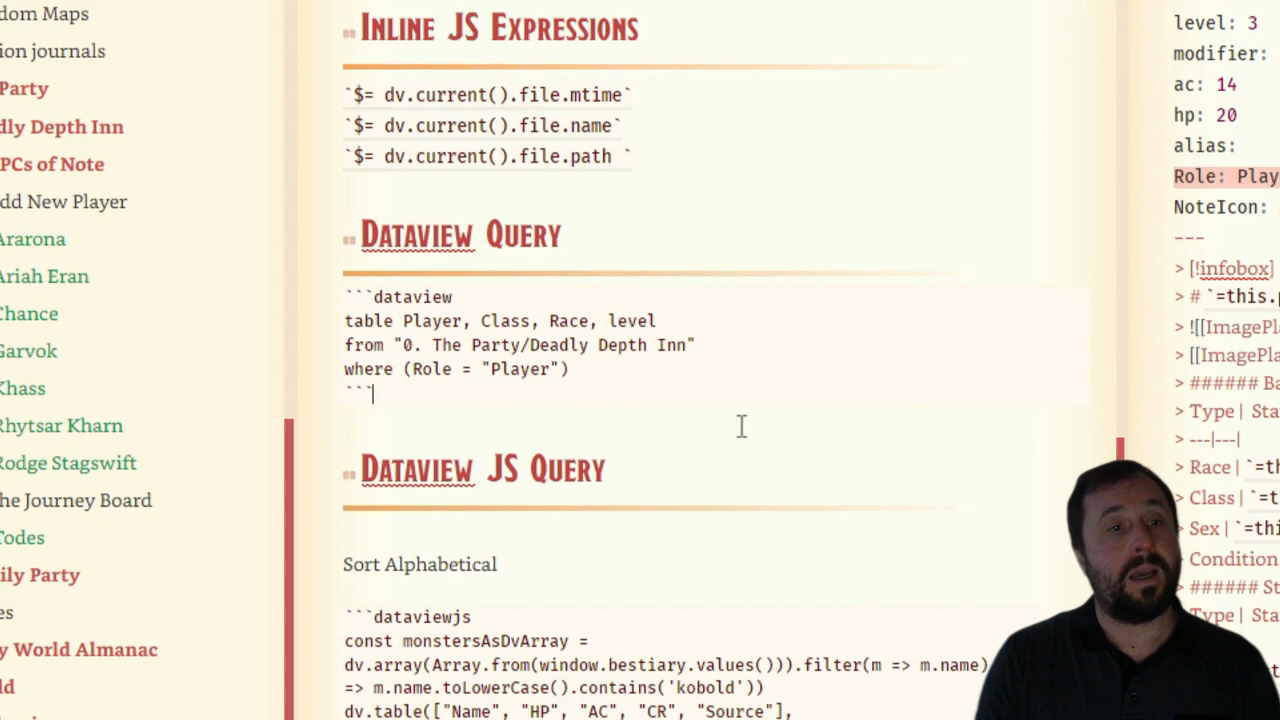 dom Maps
ion journals
Party
dly Depth Inn
PCs of Note
dd New Player
Ararona
Ariah Eran
Chance
Garvok
Khass
Rhytsar Kharn
Rodge Stagswift
he Journey Board
Todes
ily Party
es
y World Almanac
ld
Inline JS Expressions
`$= dv.current().file.mtime`
`$= dv.current().file.name`
`$= dv.current().file.path `
Dataview Query
```dataview
table Player, Class, Race, level
from "0. The Party/Deadly Depth Inn"
where (Role = "Player")
```
Dataview JS Query
Sort Alphabetical
```dataviewjs
const monstersAsDvArray =
dv.array(Array.from(window.bestiary.values())).filter(m => m.name)
=> m.name.toLowerCase().contains('kobold'))
dv.table(["Name", "HP", "AC", "CR", "Source"],
level: 3
modifier:
ac: 14
hp: 20
alias:
Role: Play
NoteIcon:
---
> [!infobox]
> # `=this.p
> ![[ImagePla
> [[ImagePla
> ###### Ba
> Type | Sta
> ---|---|
> Race | `=th
> Class | `=t
> Sex | `=thi
> Condition
> ###### St
> Type | Sta